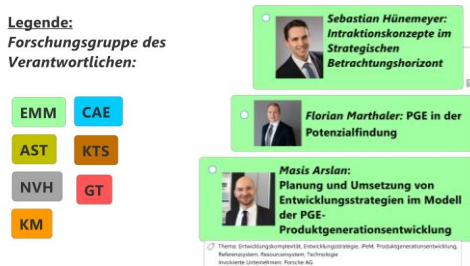 Legende:
Forschungsgruppe des
Verantwortlichen:
EMM
CAE
AST
KTS
NVH
GT
KM
Sebastian Hünemeyer:
Intraktionskonzepte im
Strategischen
Betrachtungshorizont
Florian Marthaler: PGE in der
Potenzialfindung
Masis Arslan:
Planung und Umsetzung von
Entwicklungsstrategien im Modell
der PGE-
Produktgenerationsentwicklung
Thema: Entwicklungskomplexität, Entwicklungsstrategie, iPeM, Produktgenerationsentwicklung,
Referenzsystem, Ressourcensystem, Technologie
Involvierte Unternehmen: Porsche AG